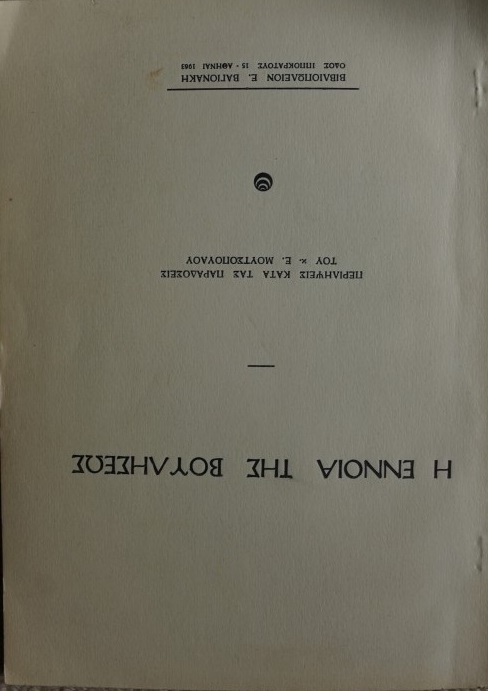 Η ΕΝΝΟΙΑ ΤΗΣ ΒΟΥΛΗΣΕΩΣ
ΠΕΡΙΛΗΨΕΙΣ ΚΑΤΑ ΤΑΣ ΠΑΡΑΔΟΣΕΙΣ
ΤΟΥ κ. Ε. ΜΟΥΤΣΟΠΟΥΛΟΥ
ΒΙΒΛΙΟΠΩΛΕΙΟΝ Ε. ΒΑΓΙΟΝΑΚΗ
ΟΔΟΣ ΙΠΠΟΚΡΑΤΟΥΣ 15 - ΑΘΗΝΑΙ 1963